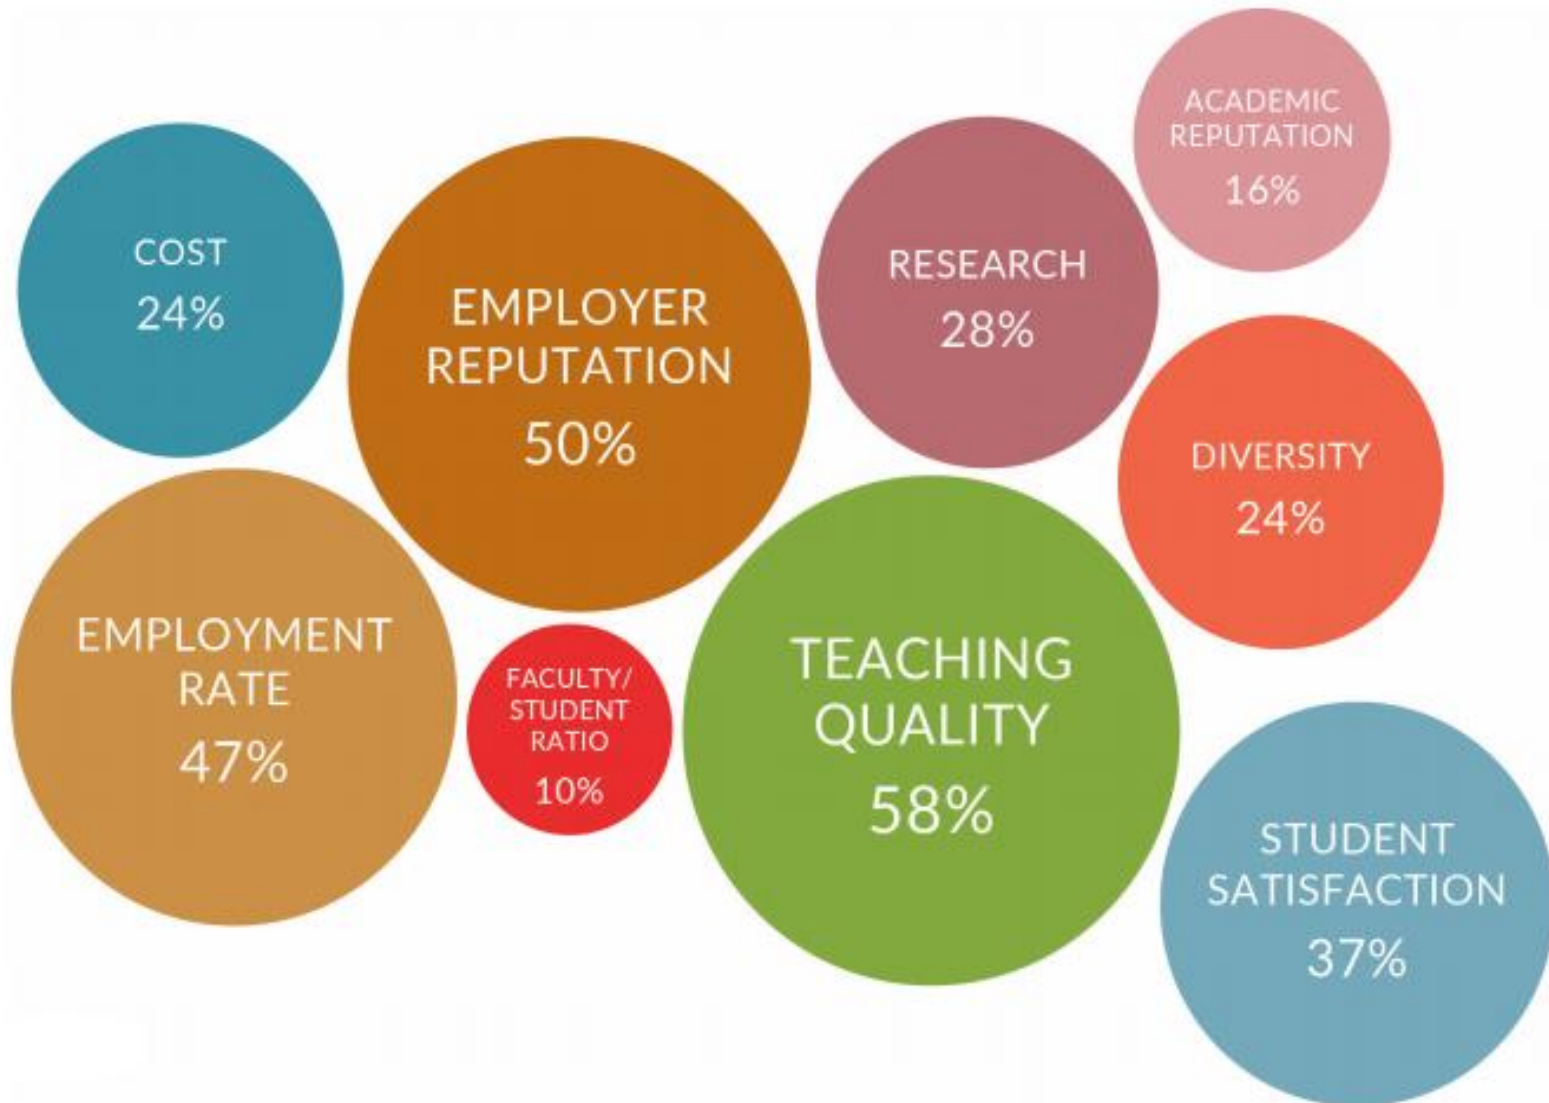 COST
24%
EMPLOYER
REPUTATION
50%
RESEARCH
28%
ACADEMIC
REPUTATION
16%
DIVERSITY
24%
EMPLOYMENT
RATE
47%
FACULTY/
STUDENT
RATIO
10%
TEACHING
QUALITY
58%
STUDENT
SATISFACTION
37%